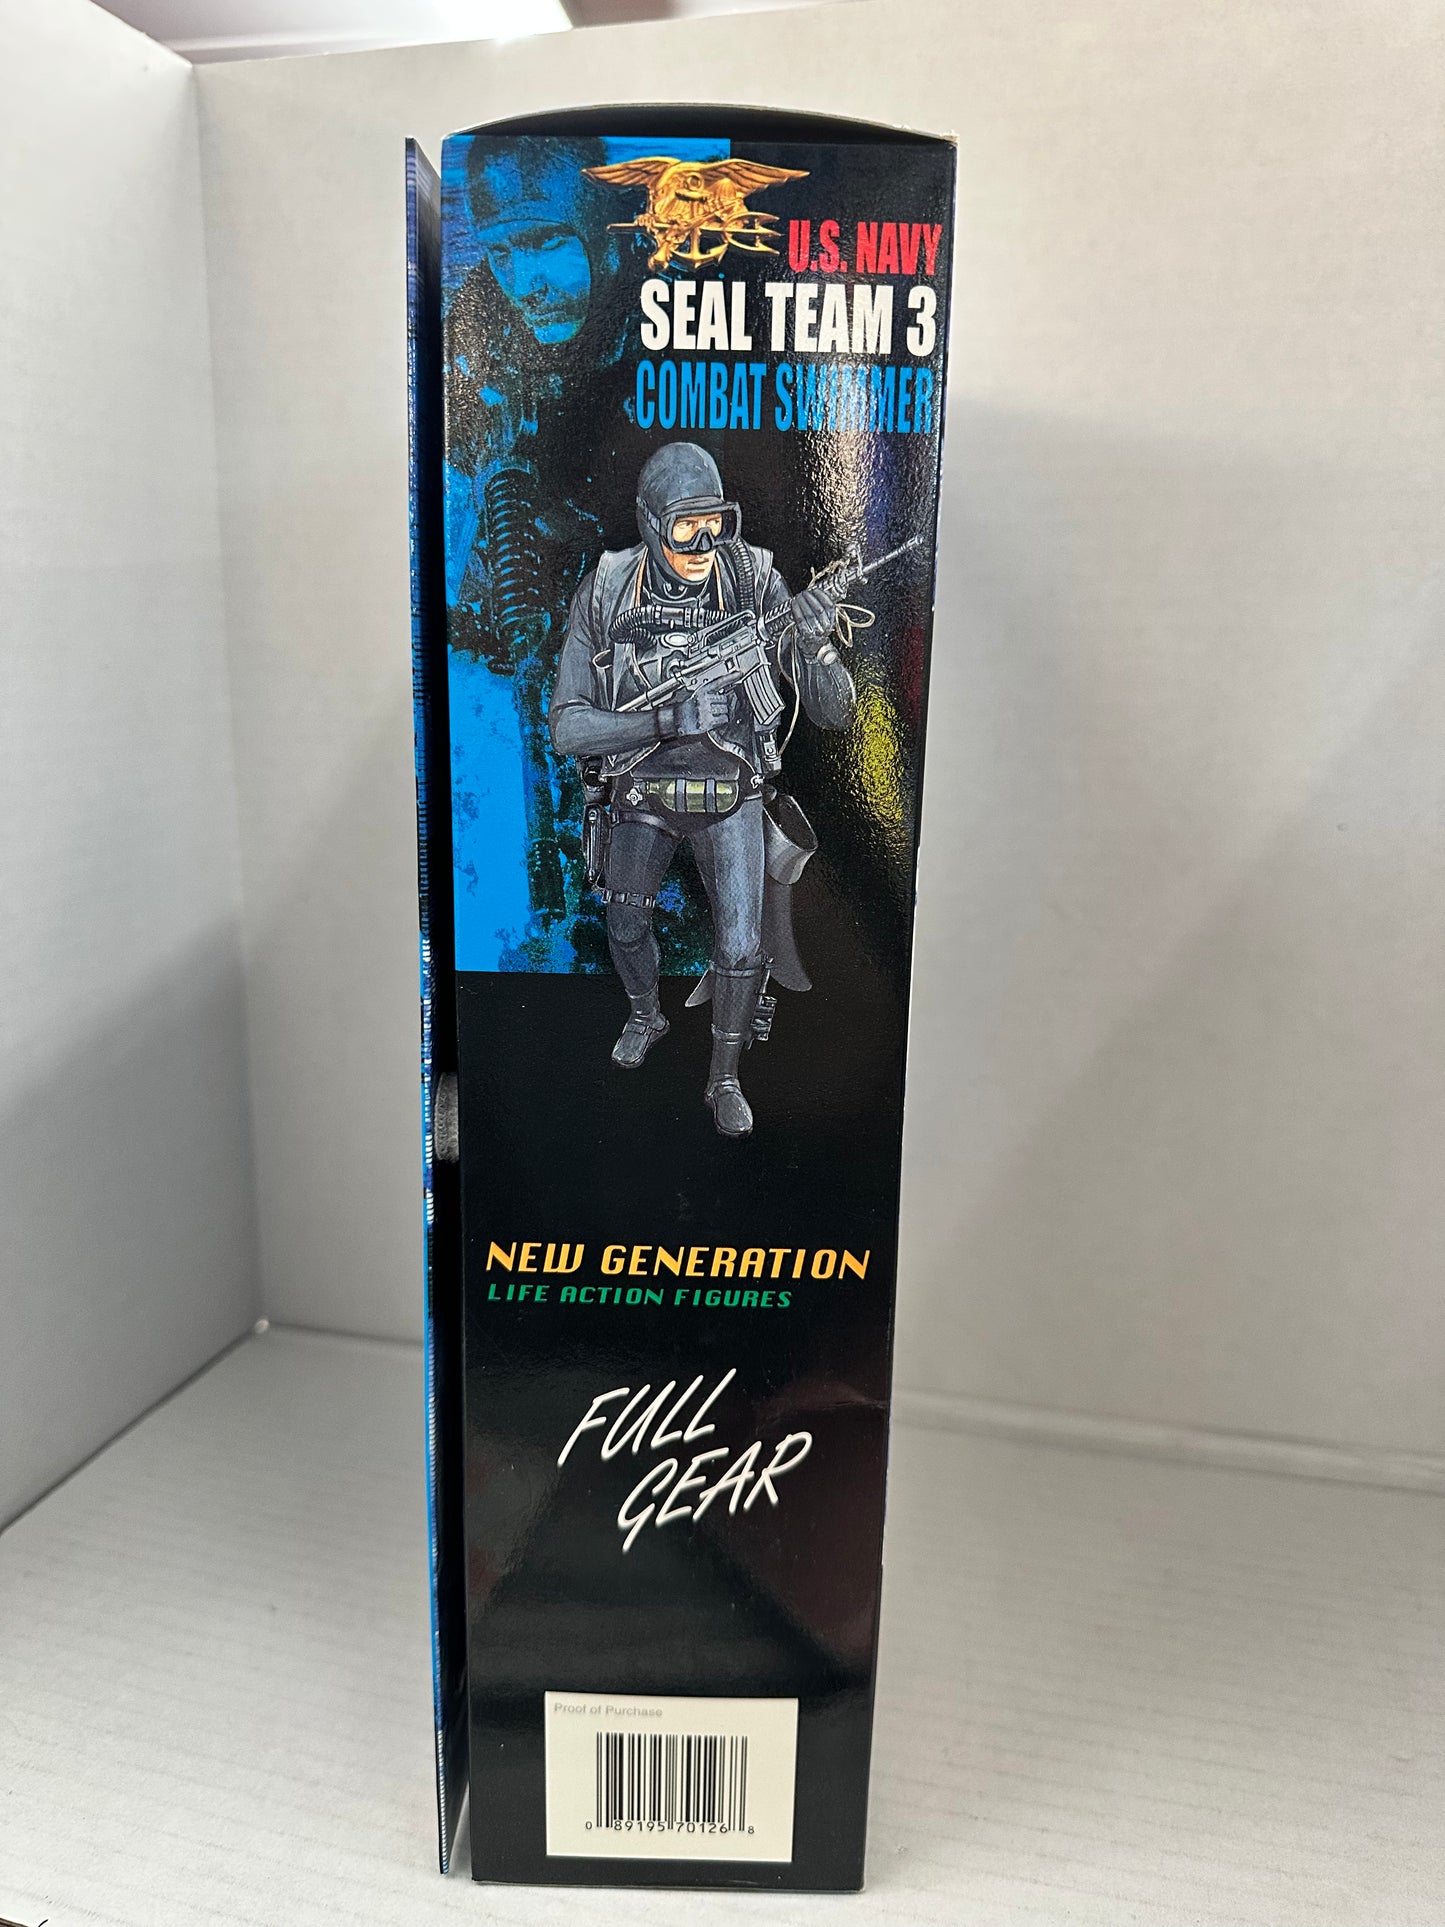 U.S. NAVY
SEAL TEAM 3
COMBAT SWIMMER
NEW GENERATION
LIFE ACTION FIGURES
FULL
GEAR
Proof of Purchase
0 89195 70126 8